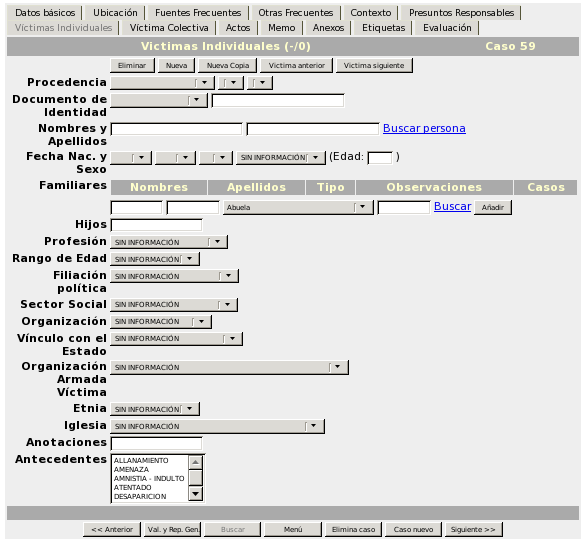 Datos básicos Ubicación Fuentes Frecuentes Otras Frecuentes Contexto Presuntos Responsables
Víctimas Individuales Víctima Colectiva Actos Memo Anexos Etiquetas Evaluación
Victimas Individuales (-/0) Caso 59
Eliminar Nueva Nueva Copia Victima anterior Victima siguiente
Procedencia
Documento de
Identidad
Nombres y
Apellidos
Buscar persona
Fecha Nac. y
Sexo
SIN INFORMACIÓN (Edad: )
Familiares Nombres Apellidos Tipo Observaciones Casos
Abuela Buscar Añadir
Hijos
Profesión SIN INFORMACIÓN
Rango de Edad SIN INFORMACIÓN
Filiación
política
SIN INFORMACIÓN
Sector Social SIN INFORMACIÓN
Organización SIN INFORMACIÓN
Vínculo con el
Estado
SIN INFORMACIÓN
Organización
Armada
Víctima
SIN INFORMACIÓN
Etnia SIN INFORMACIÓN
Iglesia SIN INFORMACIÓN
Anotaciones
Antecedentes
ALLANAMIENTO
AMENAZA
AMNISTIA - INDULTO
ATENTADO
DESAPARICION
<< Anterior Val. y Rep. Gen. Buscar Menú Elimina caso Caso nuevo Siguiente >>